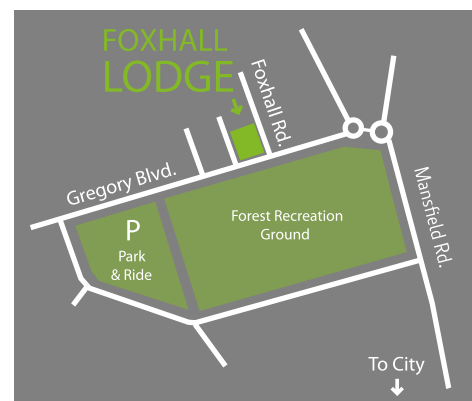 FOXHALL
LODGE
Foxhall Rd.
Gregory Blvd.
Mansfield Rd.
P
Park
& Ride
Forest Recreation
Ground
To City